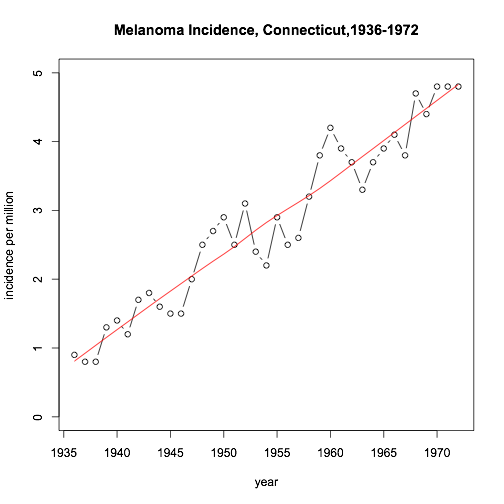 Melanoma Incidence, Connecticut,1936-1972
incidence per million
5
4
3
2
1
0
1935 1940 1945 1950 1955 1960 1965 1970
year